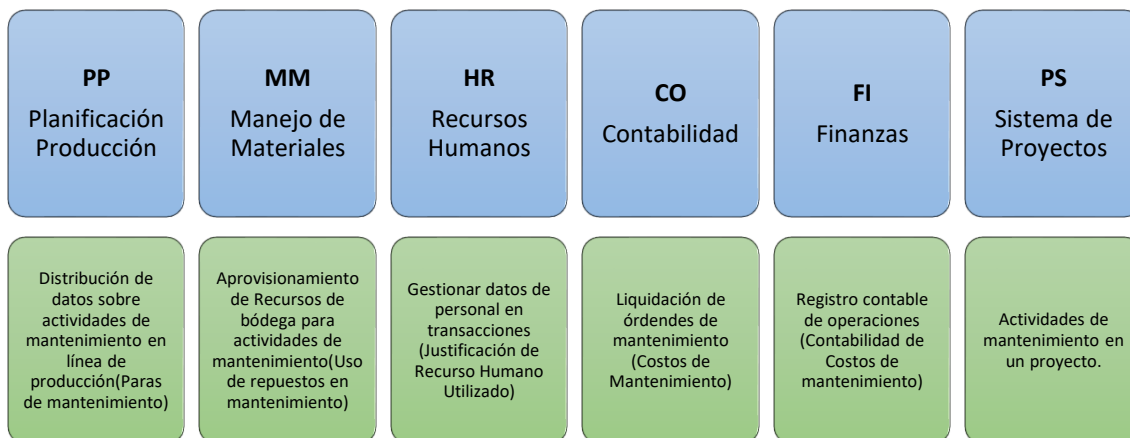 PP
Planificación
Producción
MM
Manejo de
Materiales
HR
Recursos
Humanos
CO
Contabilidad
FI
Finanzas
PS
Sistema de
Proyectos
Distribución de
datos sobre
actividades de
mantenimiento en
línea de
producción(Paras
de mantenimiento)
Aprovisionamiento
de Recursos de
bódega para
actividades de
mantenimiento(Uso
de repuestos en
mantenimiento)
Gestionar datos de
personal en
transacciones
(Justificación de
Recurso Humano
Utilizado)
Liquidación de
órdendes de
mantenimiento
(Costos de
Mantenimiento)
Registro contable
de operaciones
(Contabilidad de
Costos de
mantenimiento)
Actividades de
mantenimiento en
un proyecto.